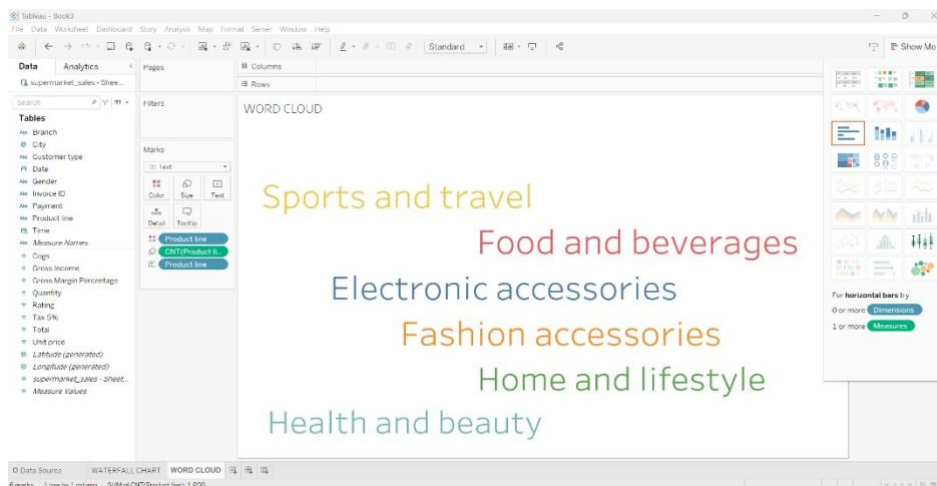 Tableau - Book3
File Data Worksheet Dashboard Story Analysis Map Format Server Window Help
Standard
Show Me
Data Analytics
supermarket_sales - Shee...
Search
Tables
Branch
City
Customer type
Date
Gender
Invoice ID
Payment
Product line
Time
Measure Names
Cogs
Gross Income
Gross Margin Percentage
Quantity
Rating
Tax 5%
Total
Unit price
Latitude (generated)
Longitude (generated)
supermarket_sales - Sheet...
Measure Values
Pages
Filters
Marks
Text
Color Size Text
Detail Tooltip
Product line
CNT(Product li..
Product line
Columns
Rows
WORD CLOUD
Sports and travel
Food and beverages
Electronic accessories
Fashion accessories
Home and lifestyle
Health and beauty
For horizontal bars try
0 or more Dimensions
1 or more Measures
Data Source WATERFALL CHART WORD CLOUD
6 marks 1 row by 1 column SUM of CNT(Product line): 1,000